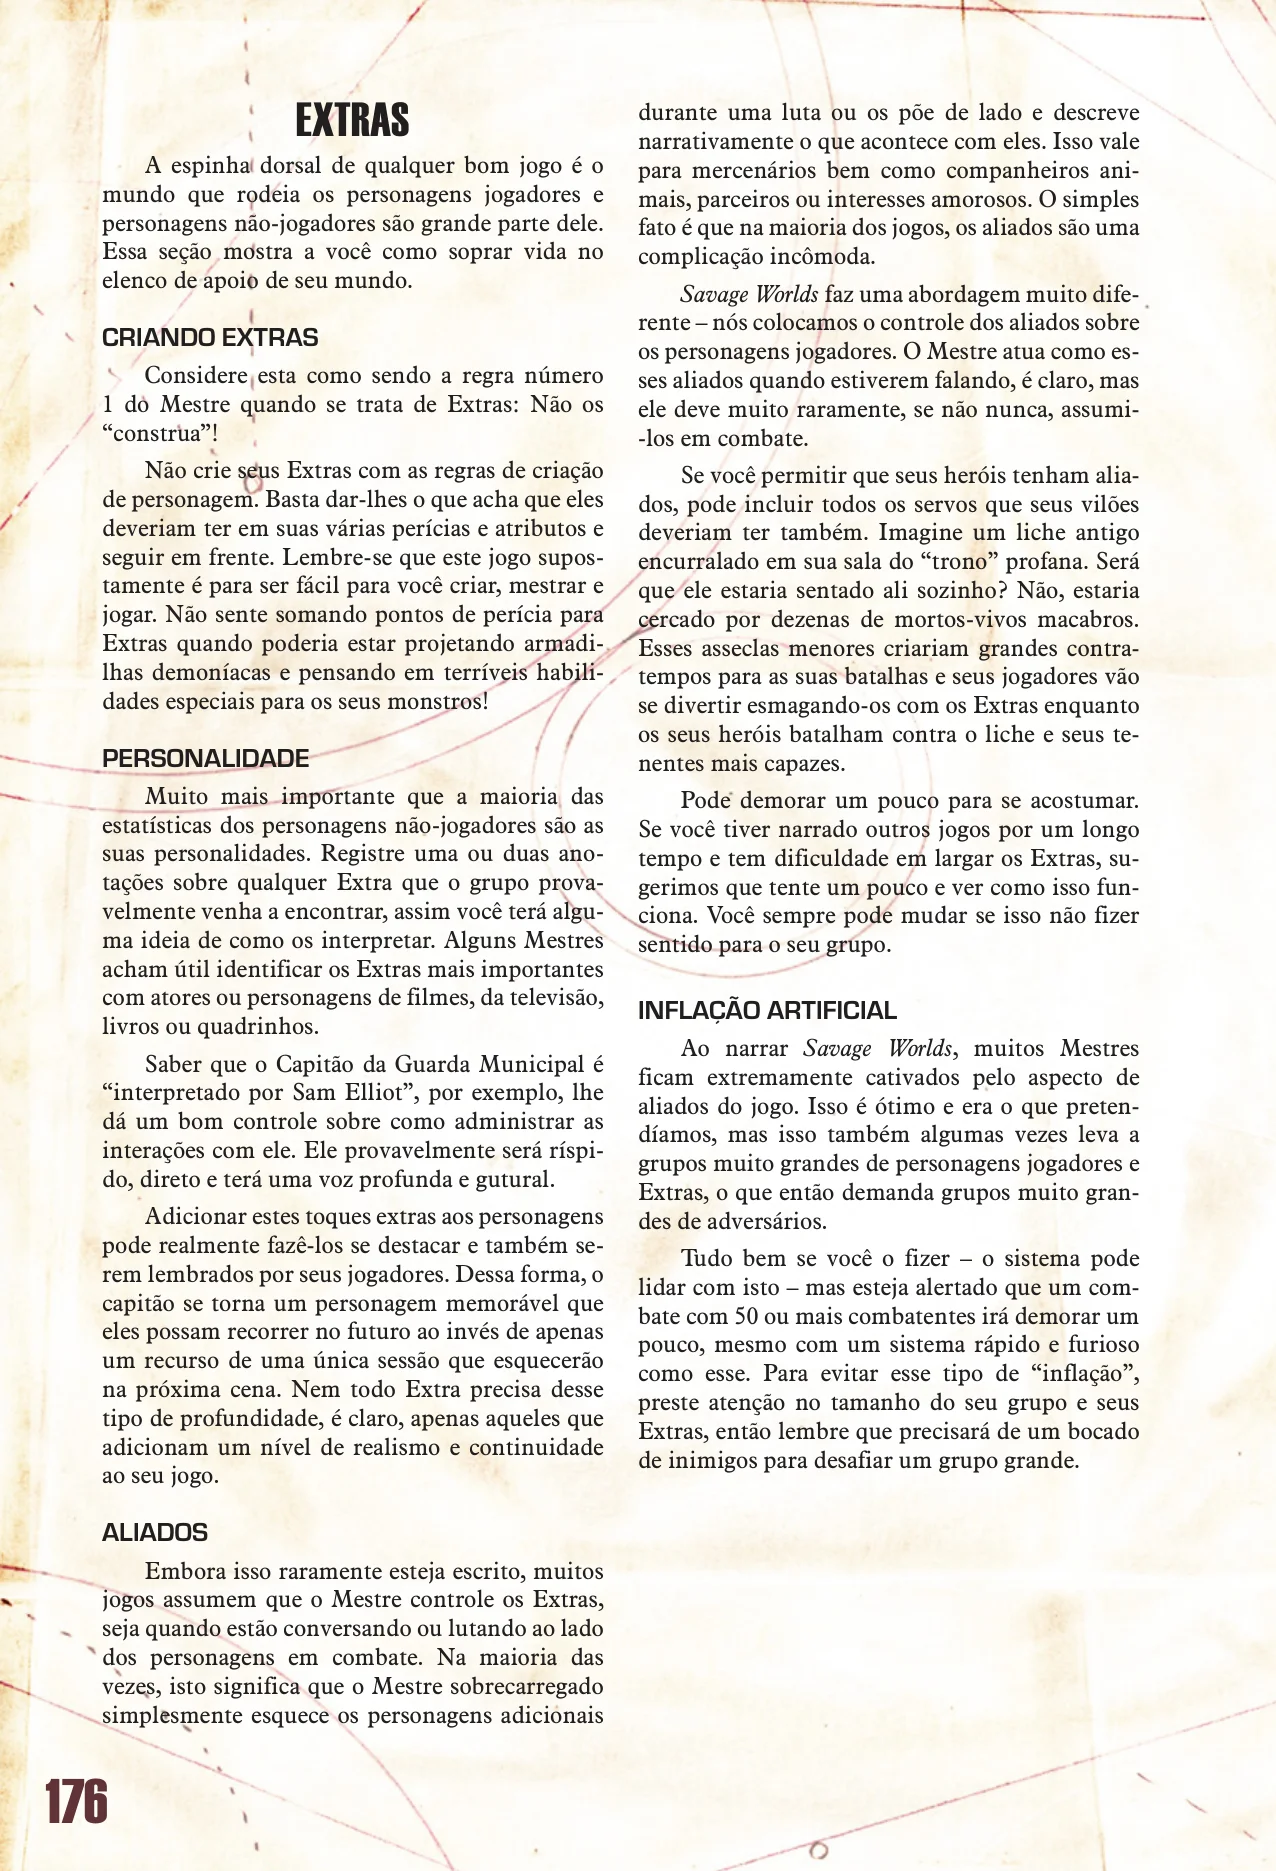 EXTRAS
A espinha dorsal de qualquer bom jogo é o
mundo que rodeia os personagens jogadores e
personagens não-jogadores são grande parte dele.
Essa seção mostra a você como soprar vida no
elenco de apoio de seu mundo.
CRIANDO EXTRAS
Considere esta como sendo a regra número
1 do Mestre quando se trata de Extras: Não os
“construa”!
Não crie seus Extras com as regras de criação
de personagem. Basta dar-lhes o que acha que eles
deveriam ter em suas várias perícias e atributos e
seguir em frente. Lembre-se que este jogo supos-
tamente é para ser fácil para você criar, mestrar e
jogar. Não sente somando pontos de perícia para
Extras quando poderia estar projetando armadi-
lhas demoníacas e pensando em terríveis habili-
dades especiais para os seus monstros!
PERSONALIDADE
Muito mais importante que a maioria das
estatísticas dos personagens não-jogadores são as
suas personalidades. Registre uma ou duas ano-
tações sobre qualquer Extra que o grupo prova-
velmente venha a encontrar, assim você terá algu-
ma ideia de como os interpretar. Alguns Mestres
acham útil identificar os Extras mais importantes
com atores ou personagens de filmes, da televisão,
livros ou quadrinhos.
Saber que o Capitão da Guarda Municipal é
“interpretado por Sam Elliot”, por exemplo, lhe
dá um bom controle sobre como administrar as
interações com ele. Ele provavelmente será ríspi-
do, direto e terá uma voz profunda e gutural.
Adicionar estes toques extras aos personagens
pode realmente fazê-los se destacar e também se-
rem lembrados por seus jogadores. Dessa forma, o
capitão se torna um personagem memorável que
eles possam recorrer no futuro ao invés de apenas
um recurso de uma única sessão que esquecerão
na próxima cena. Nem todo Extra precisa desse
tipo de profundidade, é claro, apenas aqueles que
adicionam um nível de realismo e continuidade
ao seu jogo.
ALIADOS
Embora isso raramente esteja escrito, muitos
jogos assumem que o Mestre controle os Extras,
seja quando estão conversando ou lutando ao lado
dos personagens em combate. Na maioria das
vezes, isto significa que o Mestre sobrecarregado
simplesmente esquece os personagens adicionais
durante uma luta ou os põe de lado e descreve
narrativamente o que acontece com eles. Isso vale
para mercenários bem como companheiros ani-
mais, parceiros ou interesses amorosos. O simples
fato é que na maioria dos jogos, os aliados são uma
complicação incômoda.
Savage Worlds faz uma abordagem muito dife-
rente – nós colocamos o controle dos aliados sobre
os personagens jogadores. O Mestre atua como es-
ses aliados quando estiverem falando, é claro, mas
ele deve muito raramente, se não nunca, assumi-
-los em combate.
Se você permitir que seus heróis tenham alia-
dos, pode incluir todos os servos que seus vilões
deveriam ter também. Imagine um liche antigo
encurralado em sua sala do “trono” profana. Será
que ele estaria sentado ali sozinho? Não, estaria
cercado por dezenas de mortos-vivos macabros.
Esses asseclas menores criariam grandes contra-
tempos para as suas batalhas e seus jogadores vão
se divertir esmagando-os com os Extras enquanto
os seus heróis batalham contra o liche e seus te-
nentes mais capazes.
Pode demorar um pouco para se acostumar.
Se você tiver narrado outros jogos por um longo
tempo e tem dificuldade em largar os Extras, su-
gerimos que tente um pouco e ver como isso fun-
ciona. Você sempre pode mudar se isso não fizer
sentido para o seu grupo.
INFLAÇÃO ARTIFICIAL
Ao narrar Savage Worlds, muitos Mestres
ficam extremamente cativados pelo aspecto de
aliados do jogo. Isso é ótimo e era o que preten-
díamos, mas isso também algumas vezes leva a
grupos muito grandes de personagens jogadores e
Extras, o que então demanda grupos muito gran-
des de adversários.
Tudo bem se você o fizer – o sistema pode
lidar com isto – mas esteja alertado que um com-
bate com 50 ou mais combatentes irá demorar um
pouco, mesmo com um sistema rápido e furioso
como esse. Para evitar esse tipo de “inflação”,
preste atenção no tamanho do seu grupo e seus
Extras, então lembre que precisará de um bocado
de inimigos para desafiar um grupo grande.
176